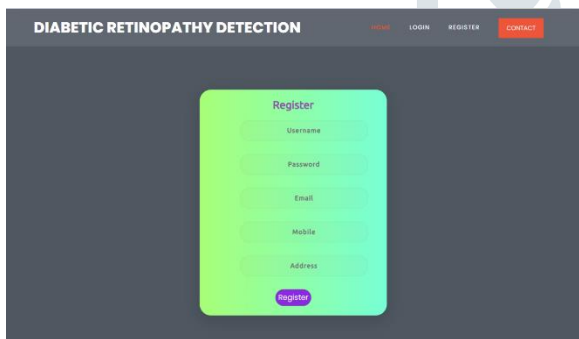 DIABETIC RETINOPATHY DETECTION HOME LOGIN REGISTER CONTACT
Register
Username
Password
Email
Mobile
Address
Register